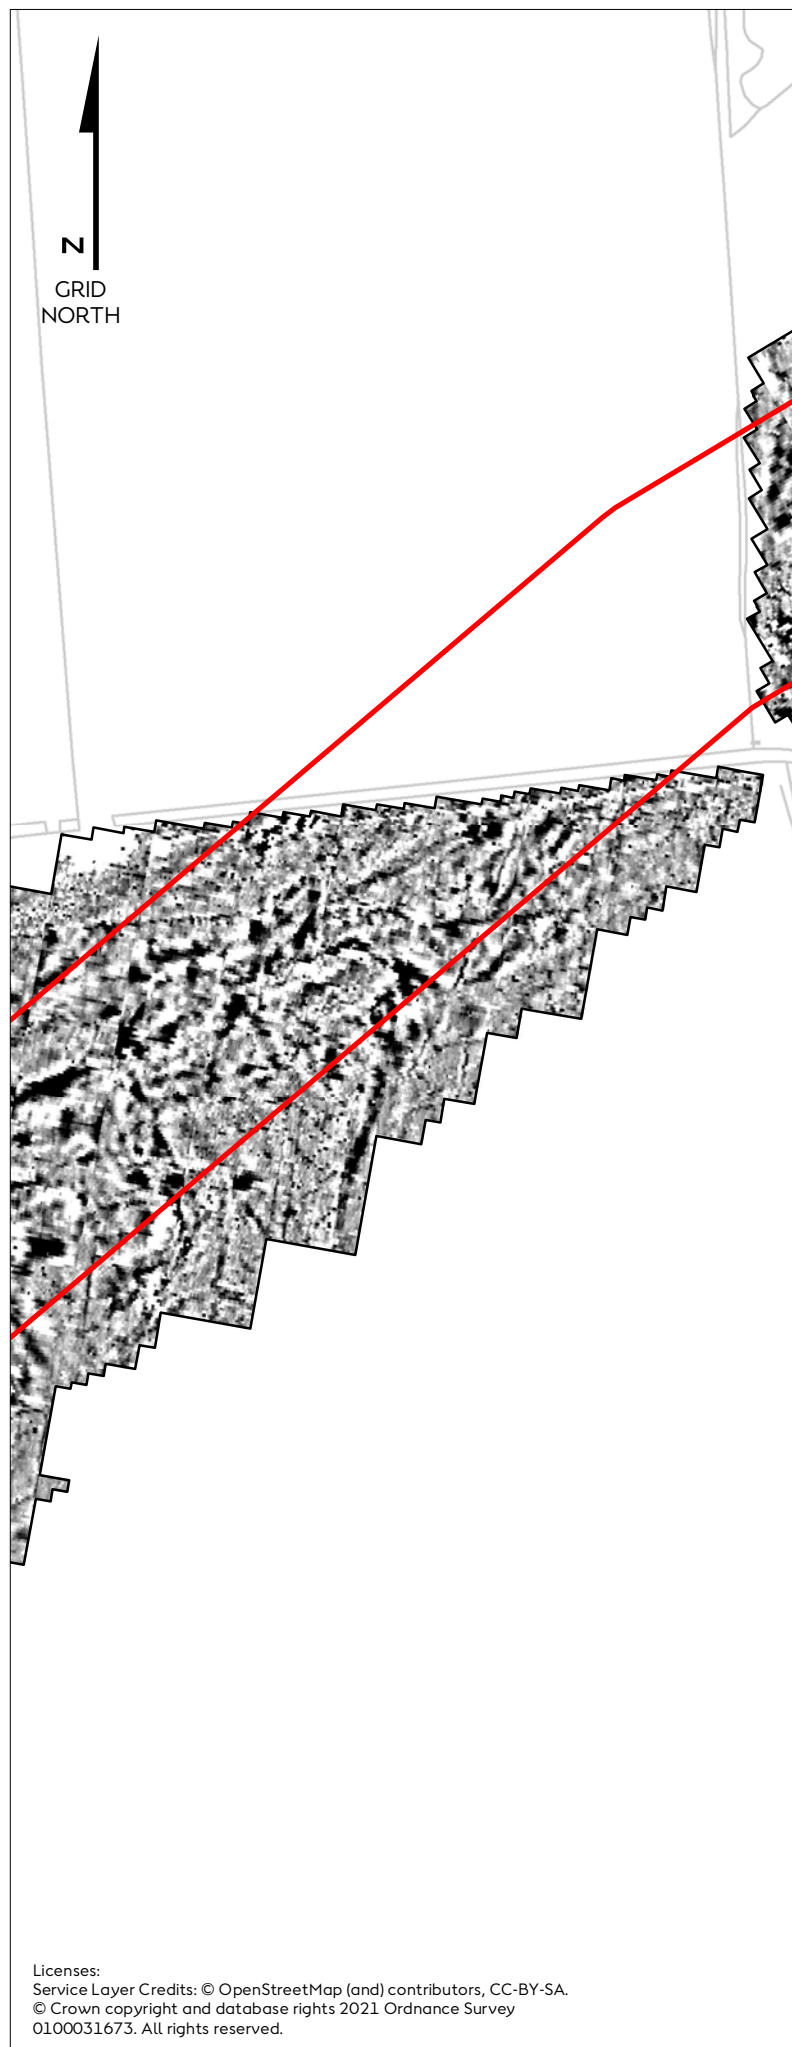 N
GRID
NORTH
Licenses:
Service Layer Credits: © OpenStreetMap (and) contributors, CC-BY-SA.
© Crown copyright and database rights 2021 Ordnance Survey
0100031673. All rights reserved.